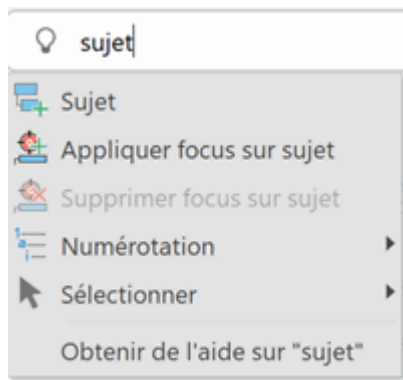 sujet
Sujet
Appliquer focus sur sujet
Supprimer focus sur sujet
Numérotation
Sélectionner
Obtenir de l'aide sur "sujet"